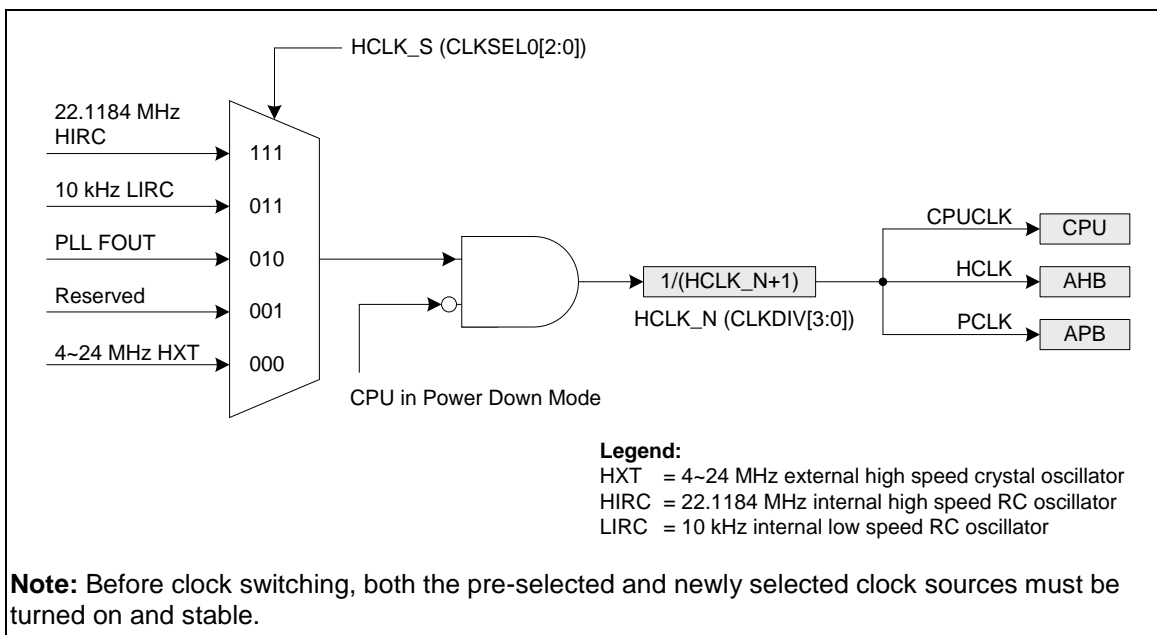 HCLK_S (CLKSEL0[2:0])
22.1184 MHz
HIRC
111
10 kHz LIRC
011
PLL FOUT
010
Reserved
001
4~24 MHz HXT
000
CPU in Power Down Mode
1/(HCLK_N+1)
HCLK_N (CLKDIV[3:0])
CPUCLK
CPU
HCLK
AHB
PCLK
APB
Legend:
HXT = 4~24 MHz external high speed crystal oscillator
HIRC = 22.1184 MHz internal high speed RC oscillator
LIRC = 10 kHz internal low speed RC oscillator
Note: Before clock switching, both the pre-selected and newly selected clock sources must be
turned on and stable.